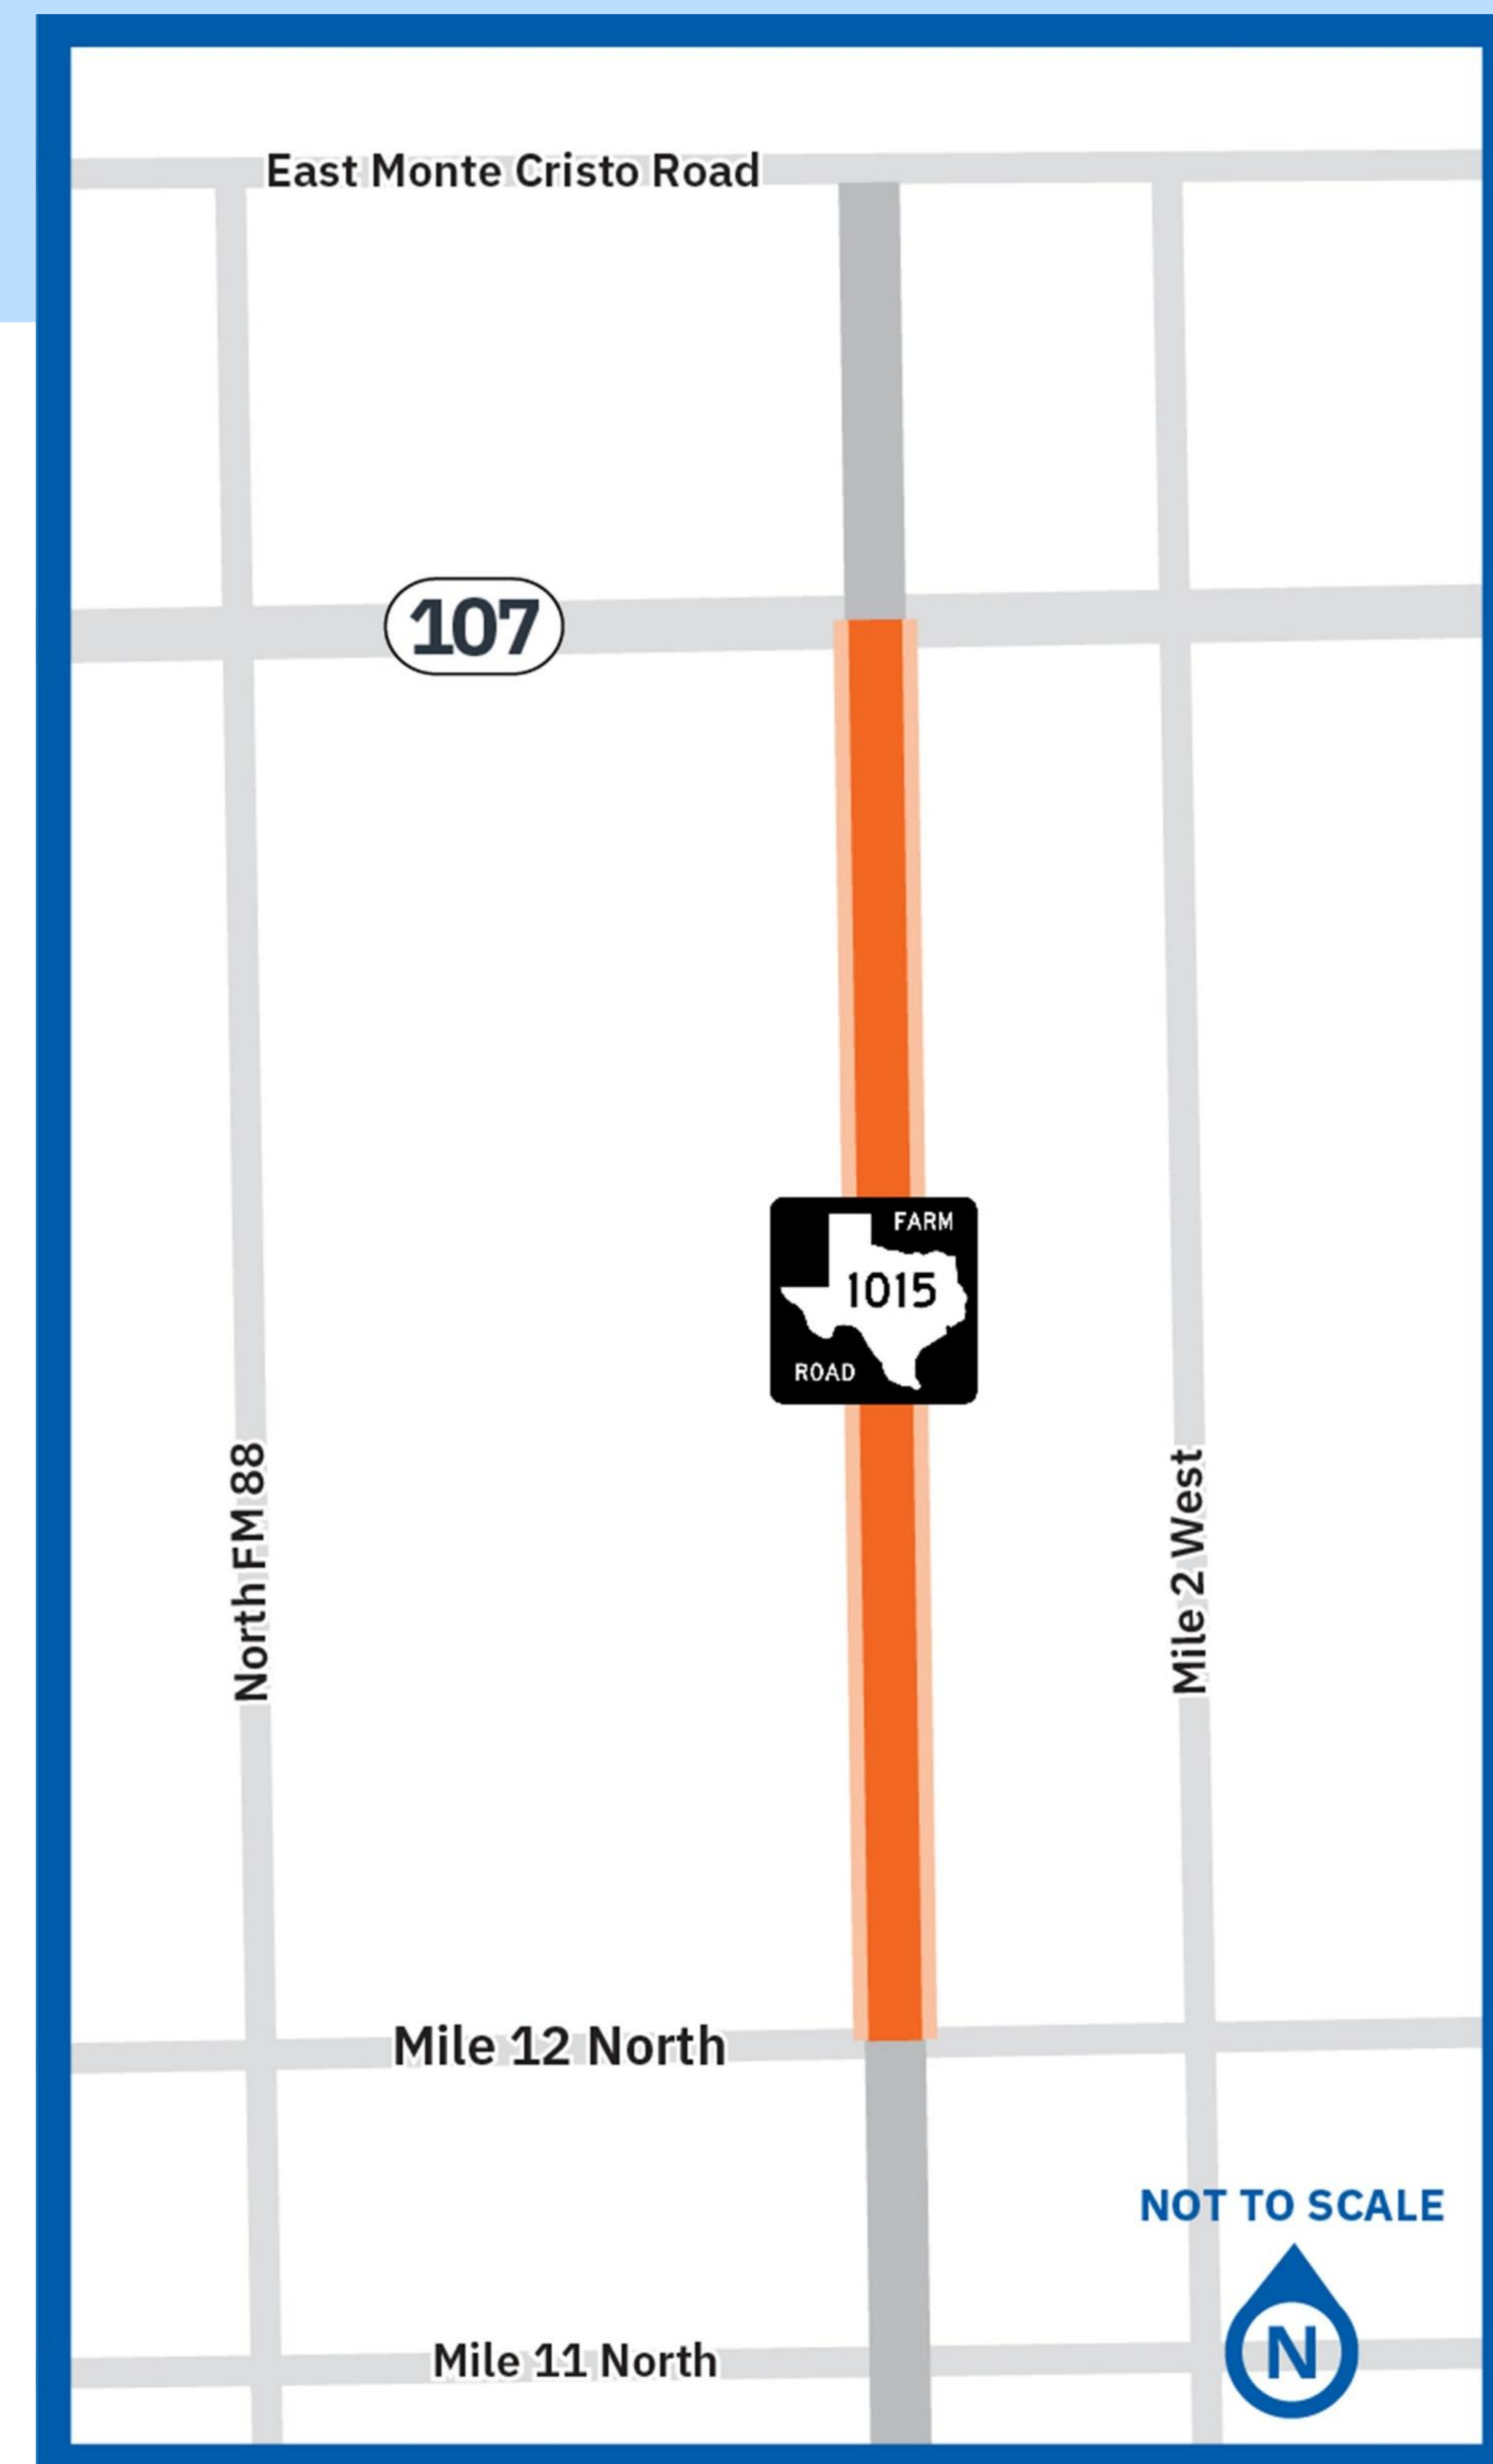 East Monte Cristo Road
107
FARM
1015
ROAD
North FM 88
Mile 2 West
Mile 12 North
NOT TO SCALE
N
Mile 11 North